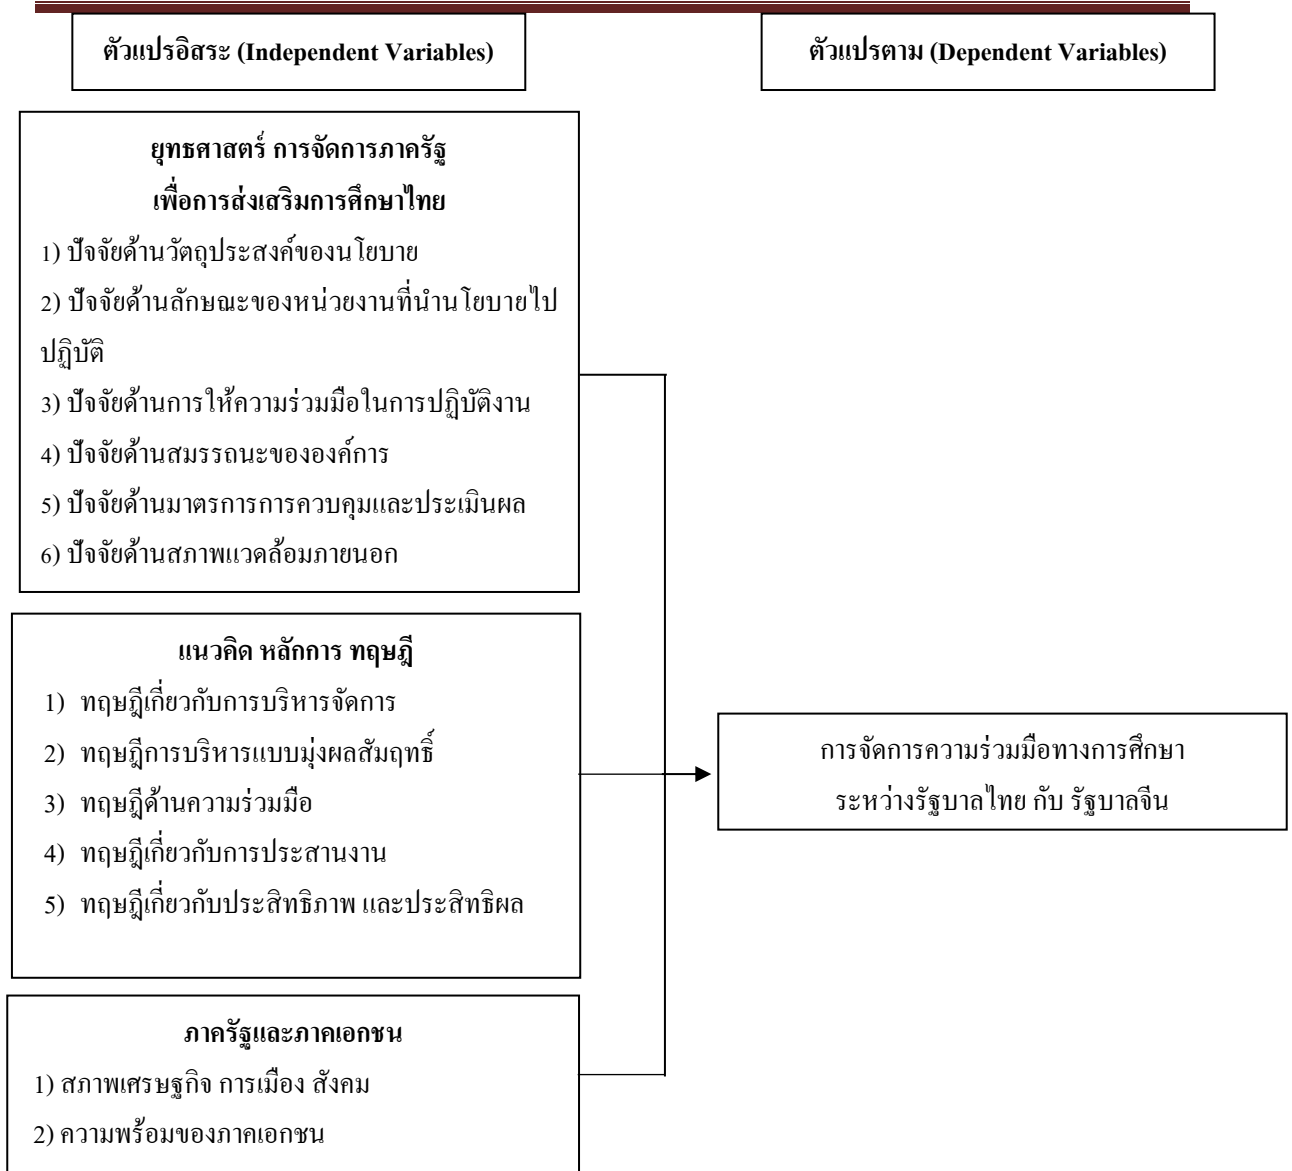 ตัวแปรอิสระ (Independent Variables)
ตัวแปรตาม (Dependent Variables)
ยุทธศาสตร์ การจัดการภาครัฐ
เพื่อการส่งเสริมการศึกษาไทย
1) ปัจจัยด้านวัตถุประสงค์ของนโยบาย
2) ปัจจัยด้านลักษณะของหน่วยงานที่นำนโยบายไป
ปฏิบัติ
3) ปัจจัยด้านการให้ความร่วมมือในการปฏิบัติงาน
4) ปัจจัยด้านสมรรถนะขององค์การ
5) ปัจจัยด้านมาตรการการควบคุมและประเมินผล
6) ปัจจัยด้านสภาพแวดล้อมภายนอก
แนวคิด หลักการ ทฤษฎี
1) ทฤษฎีเกี่ยวกับการบริหารจัดการ
2) ทฤษฎีการบริหารแบบมุ่งผลสัมฤทธิ์
3) ทฤษฎีด้านความร่วมมือ
4) ทฤษฎีเกี่ยวกับการประสานงาน
5) ทฤษฎีเกี่ยวกับประสิทธิภาพ และประสิทธิผล
การจัดการความร่วมมือทางการศึกษา
ระหว่างรัฐบาลไทย กับ รัฐบาลจีน
ภาครัฐและภาคเอกชน
1) สภาพเศรษฐกิจ การเมือง สังคม
2) ความพร้อมของภาคเอกชน